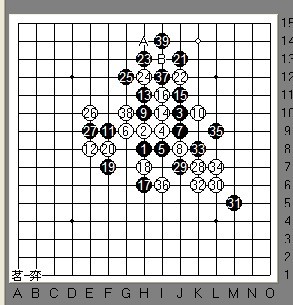 15
A 39 14
23 B 21 13
25 24 37 22 12
13 16 15 11
26 38 9 14 3 10 10
27 11 6 2 4 7 35 9
12 20 1 5 8 33 8
19 18 29 28 34 7
17 36 32 30 6
31 5
4
3
2
茗弈 1
A B C D E F G H I J K L M N O